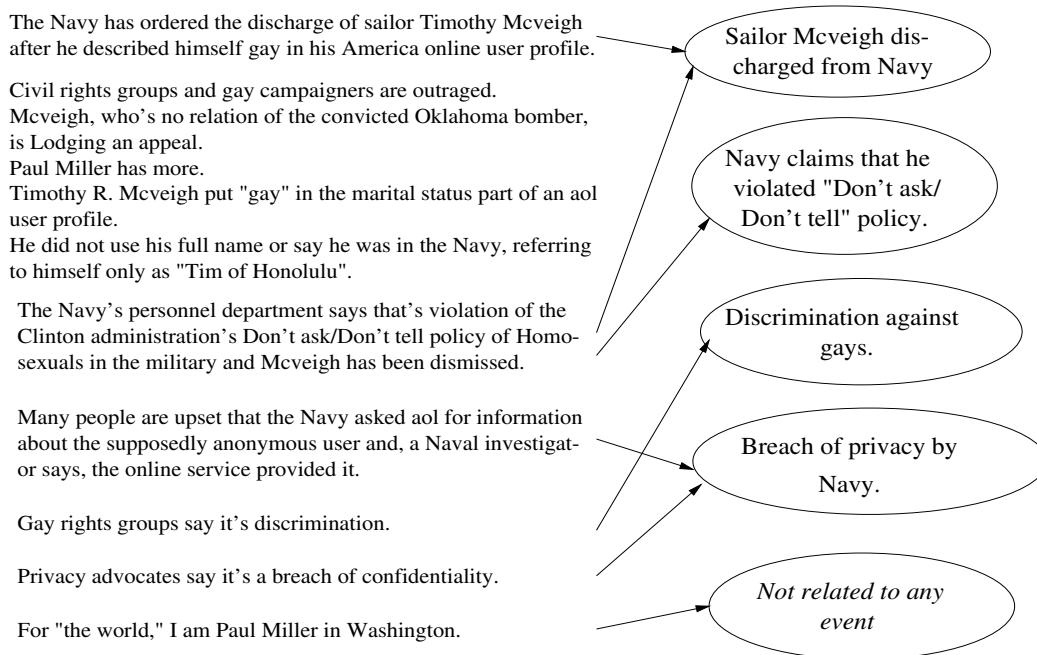 The Navy has ordered the discharge of sailor Timothy Mcveigh
after he described himself gay in his America online user profile.
Civil rights groups and gay campaigners are outraged.
Mcveigh, who's no relation of the convicted Oklahoma bomber,
is Lodging an appeal.
Paul Miller has more.
Timothy R. Mcveigh put "gay" in the marital status part of an aol
user profile.
He did not use his full name or say he was in the Navy, referring
to himself only as "Tim of Honolulu".
The Navy's personnel department says that's violation of the
Clinton administration's Don't ask/Don't tell policy of Homo-
sexuals in the military and Mcveigh has been dismissed.
Many people are upset that the Navy asked aol for information
about the supposedly anonymous user and, a Naval investigat-
or says, the online service provided it.
Gay rights groups say it's discrimination.
Privacy advocates say it's a breach of confidentiality.
For "the world," I am Paul Miller in Washington.
Sailor Mcveigh dis-
charged from Navy
Navy claims that he
violated "Don't ask/
Don't tell" policy.
Discrimination against
gays.
Breach of privacy by
Navy.
Not related to any
event